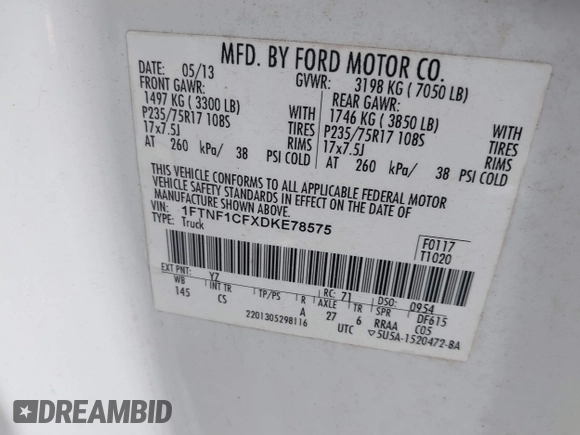 MFD. BY FORD MOTOR CO.
DATE: 05/13 GVWR: 3198 KG ( 7050 LB)
FRONT GAWR: REAR GAWR:
1497 KG ( 3300 LB) WITH 1746 KG ( 3850 LB) WITH
P235/75R17 108S TIRES P235/75R17 108S TIRES
17x7.5J RIMS 17x7.5J RIMS
AT 260 kPa/ 38 PSI COLD AT 260 kPa/ 38 PSI COLD
THIS VEHICLE CONFORMS TO ALL APPLICABLE FEDERAL MOTOR
VEHICLE SAFETY STANDARDS IN EFFECT ON THE DATE OF
MANUFACTURE SHOWN ABOVE.
VIN: 1FTNF1CFXDKE78575
TYPE: Truck
F0117
T1020
EXT PNT: YZ RC: 71 DSO: 0954
WB INT TR TP/PS R AXLE TR SPR DF615
145 CS A 27 6 RRAA C05
2201305298116 UTC ▽5U5A-1520472-BA
DREAMBID